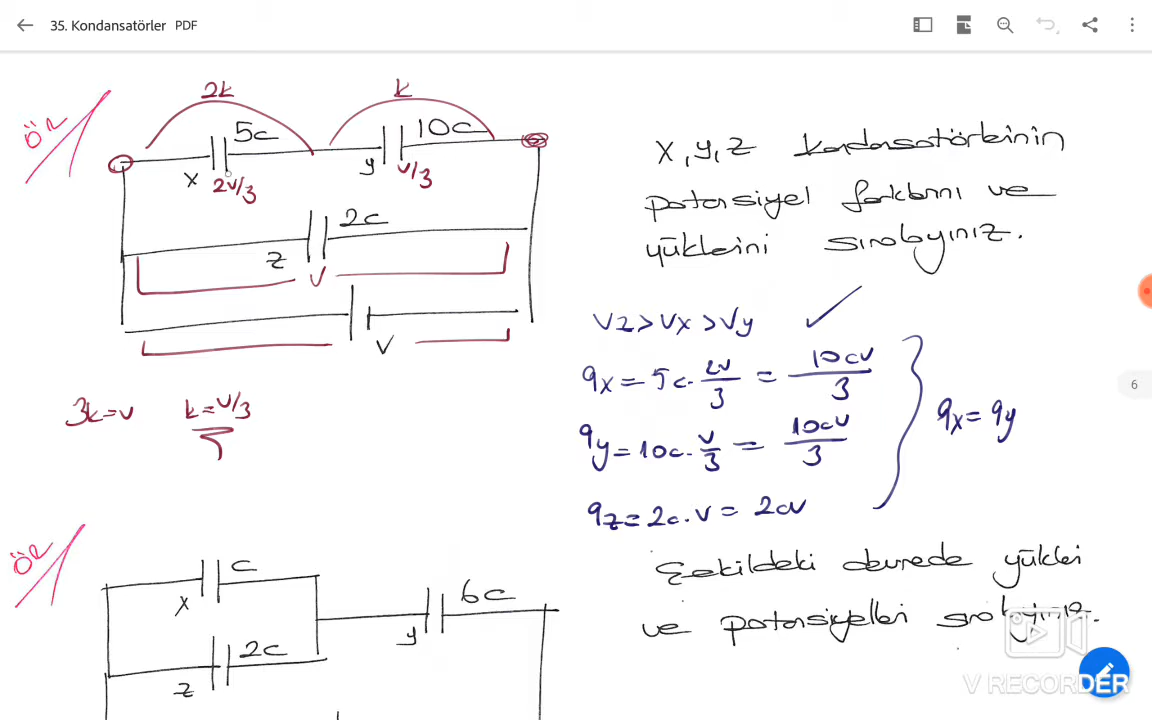 35. Kondansatörler PDF
ÖR
2k
k
5c
10c
x
2V/3
y
V/3
2c
z
V
V
3k=V k=V/3
x,y,z Kondansatörlerinin
potansiyel farklarını ve
yüklerini sıralayınız.
Vz>Vx>Vy
qx=5c.2V/3=10cV/3
qy=10c.V/3=10cV/3
qx=qy
qz=2c.V=2cV
6
ÖR
c
x
6c
y
2c
z
Şekildeki devrede yükleri
ve potansiyelleri sıralayınız.
V RECORDER